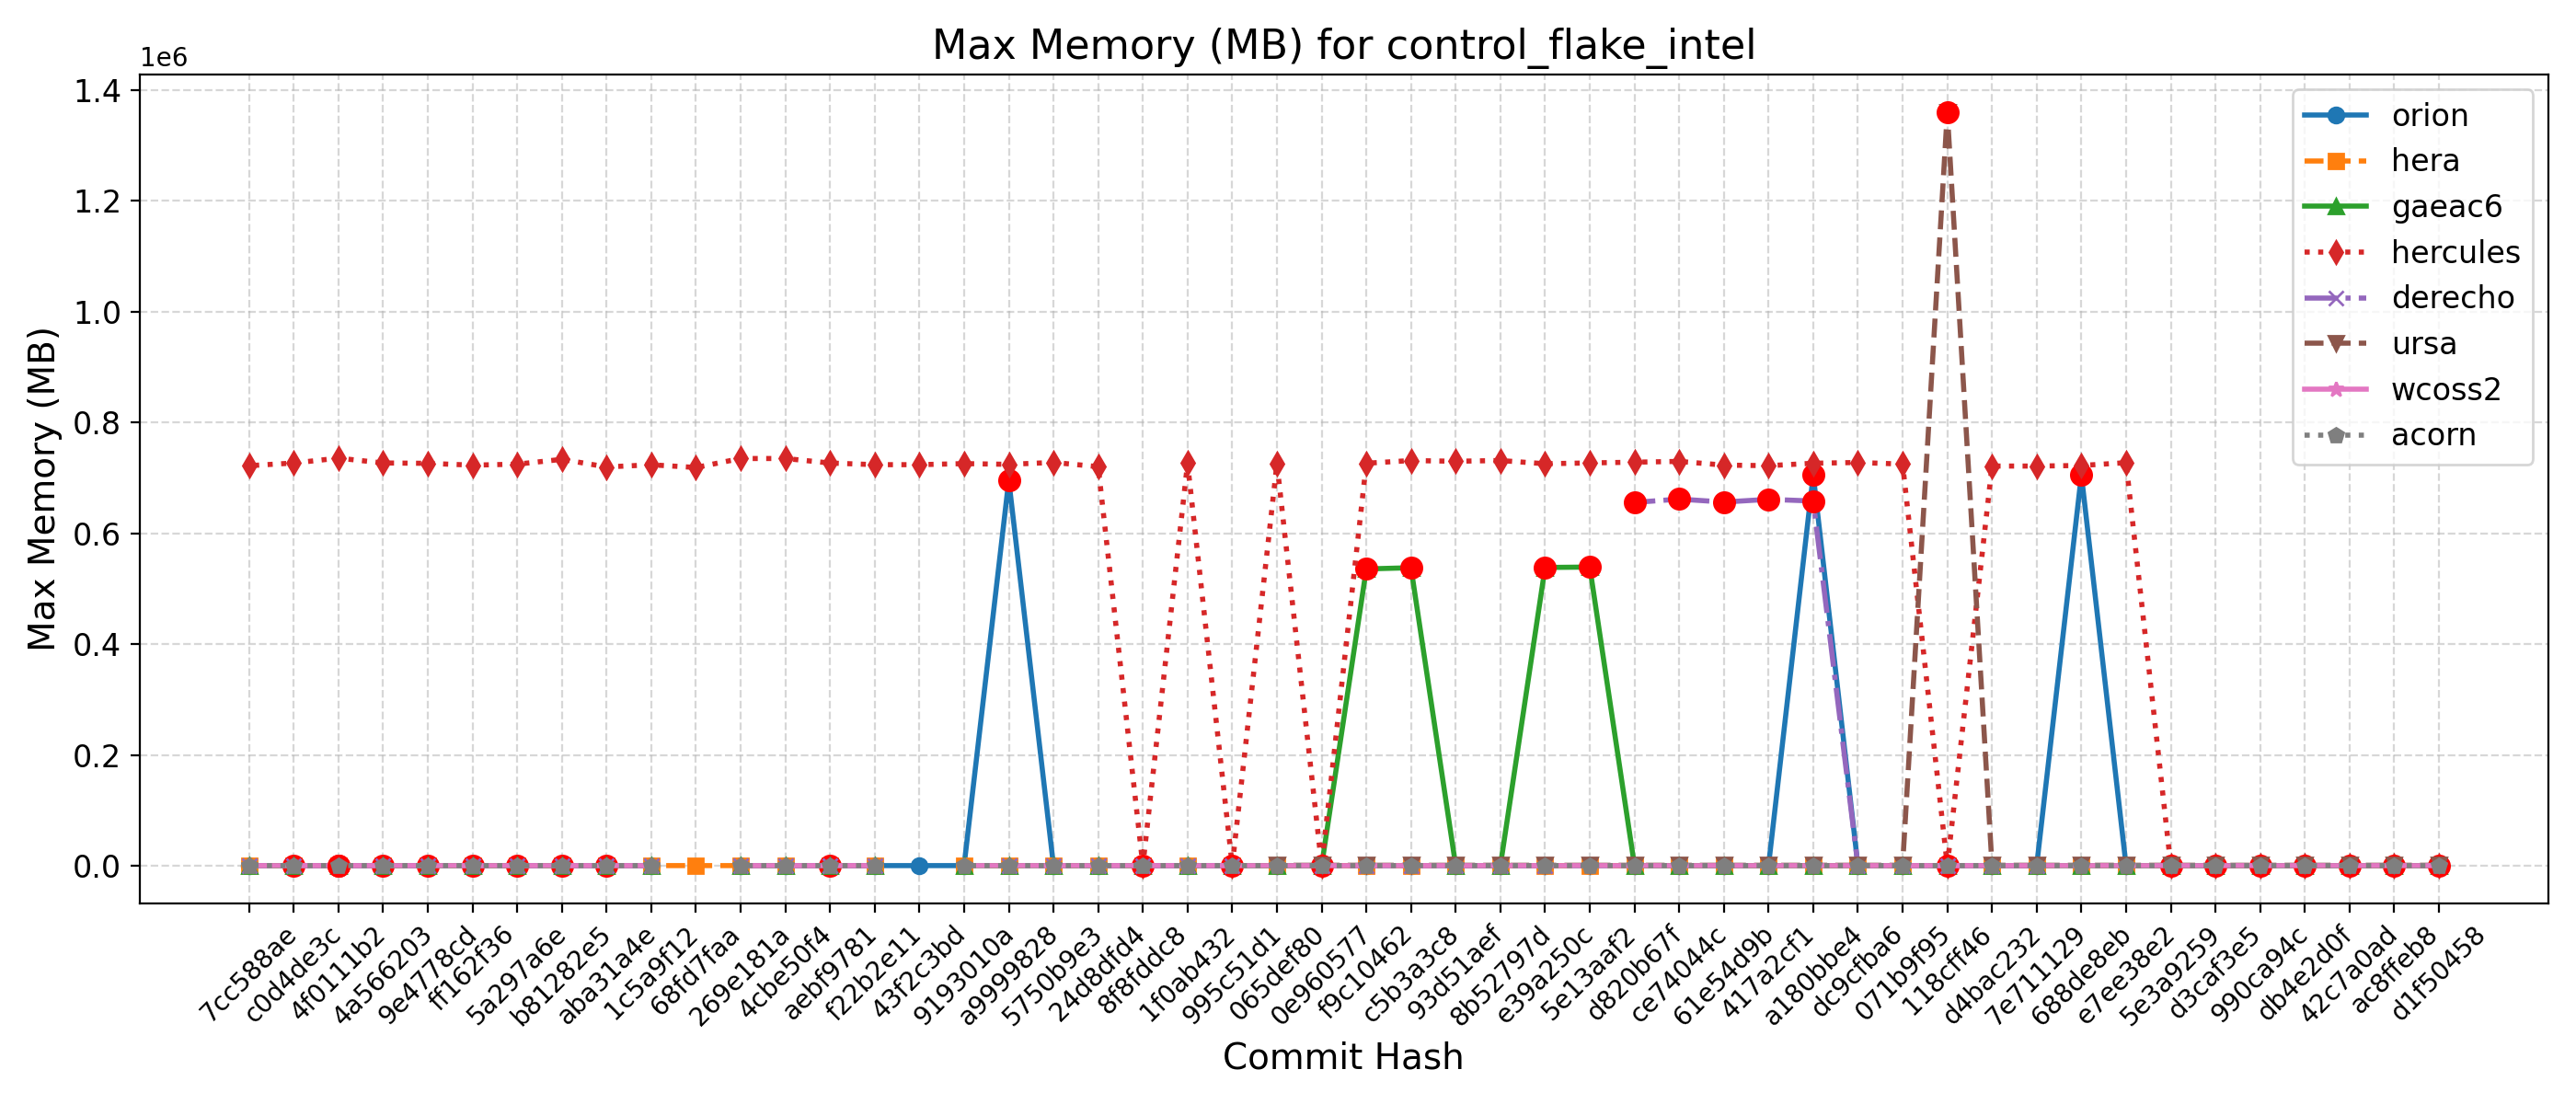 Max Memory (MB) for control_flake_intel
1e6
1.4
1.2
1.0
0.8
0.6
0.4
0.2
0.0
Max Memory (MB)
orion
hera
gaeac6
hercules
derecho
ursa
wcoss2
acorn
7cc588ae
c0d4de3c
4f0111b2
4a566203
9e4778cd
ff162f36
5a297a6e
b81282e5
aba31a4e
1c5a9f12
68fd7faa
269e181a
4cbe50f4
aebf9781
f22b2e11
43f2c3bd
9193010a
a9999828
5750b9e3
24d8dfd4
8f8fddc8
1f0ab432
995c51d1
065def80
0e960577
f9c10462
c5b3a3c8
93d51aef
8b52797d
e39a250c
5e13aaf2
d820b67f
ce74044c
61e54d9b
417a2cf1
a180bbe4
dc9cfba6
071b9f95
118cff46
d4bac232
7e711129
688de8eb
e7ee38e2
5e3a9259
d3caf3e5
990ca94c
db4e2d0f
42c7a0ad
ac8ffeb8
d1f50458
Commit Hash